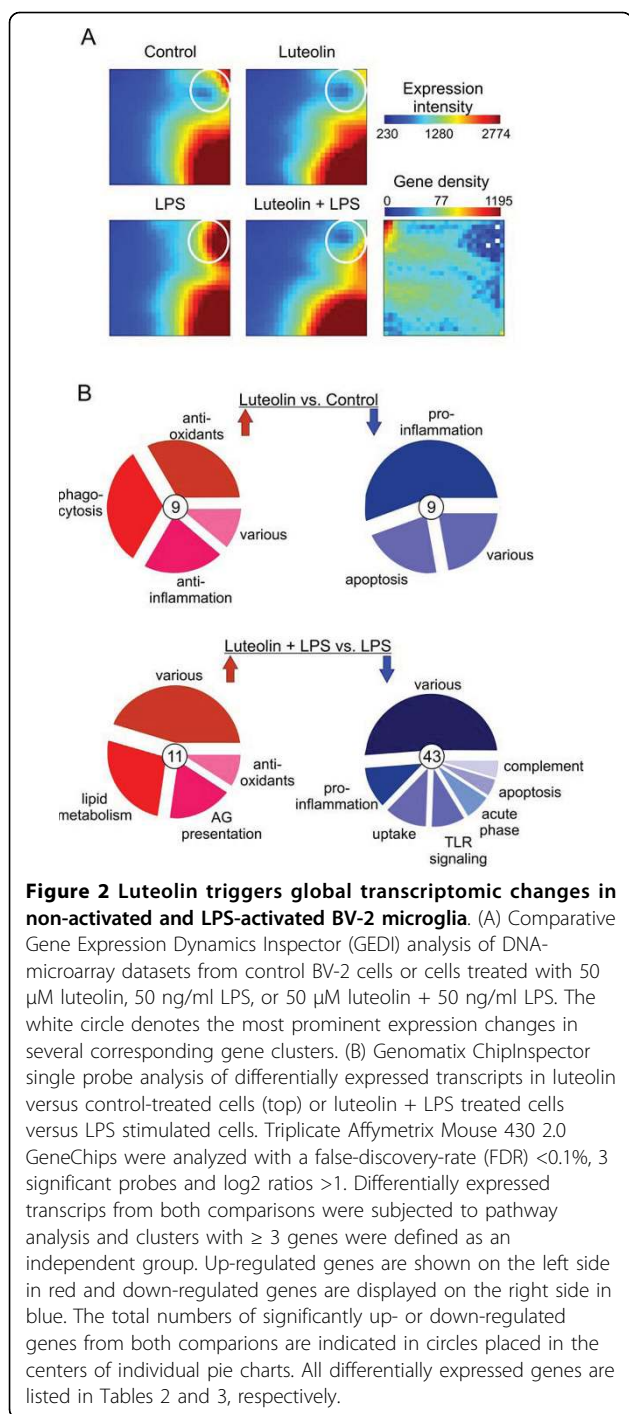 A
Control
Luteolin
Expression
intensity
230 1280 2774
LPS
Luteolin + LPS
Gene density
0 77 1195
B
Luteolin vs. Control
anti-
oxidants
phago-
cytosis
9
various
anti-
inflammation
pro-
inflammation
9
various
apoptosis
Luteolin + LPS vs. LPS
various
11
anti-
oxidants
lipid
metabolism
AG
presentation
various
43
complement
apoptosis
acute
phase
pro-
inflammation
uptake
TLR
signaling
Figure 2 Luteolin triggers global transcriptomic changes in
non-activated and LPS-activated BV-2 microglia. (A) Comparative
Gene Expression Dynamics Inspector (GEDI) analysis of DNA-
microarray datasets from control BV-2 cells or cells treated with 50
μM luteolin, 50 ng/ml LPS, or 50 μM luteolin + 50 ng/ml LPS. The
white circle denotes the most prominent expression changes in
several corresponding gene clusters. (B) Genomatix ChipInspector
single probe analysis of differentially expressed transcripts in luteolin
versus control-treated cells (top) or luteolin + LPS treated cells
versus LPS stimulated cells. Triplicate Affymetrix Mouse 430 2.0
GeneChips were analyzed with a false-discovery-rate (FDR) <0.1%, 3
significant probes and log2 ratios >1. Differentially expressed
transcrips from both comparisons were subjected to pathway
analysis and clusters with ≥ 3 genes were defined as an
independent group. Up-regulated genes are shown on the left side
in red and down-regulated genes are displayed on the right side in
blue. The total numbers of significantly up- or down-regulated
genes from both comparions are indicated in circles placed in the
centers of individual pie charts. All differentially expressed genes are
listed in Tables 2 and 3, respectively.